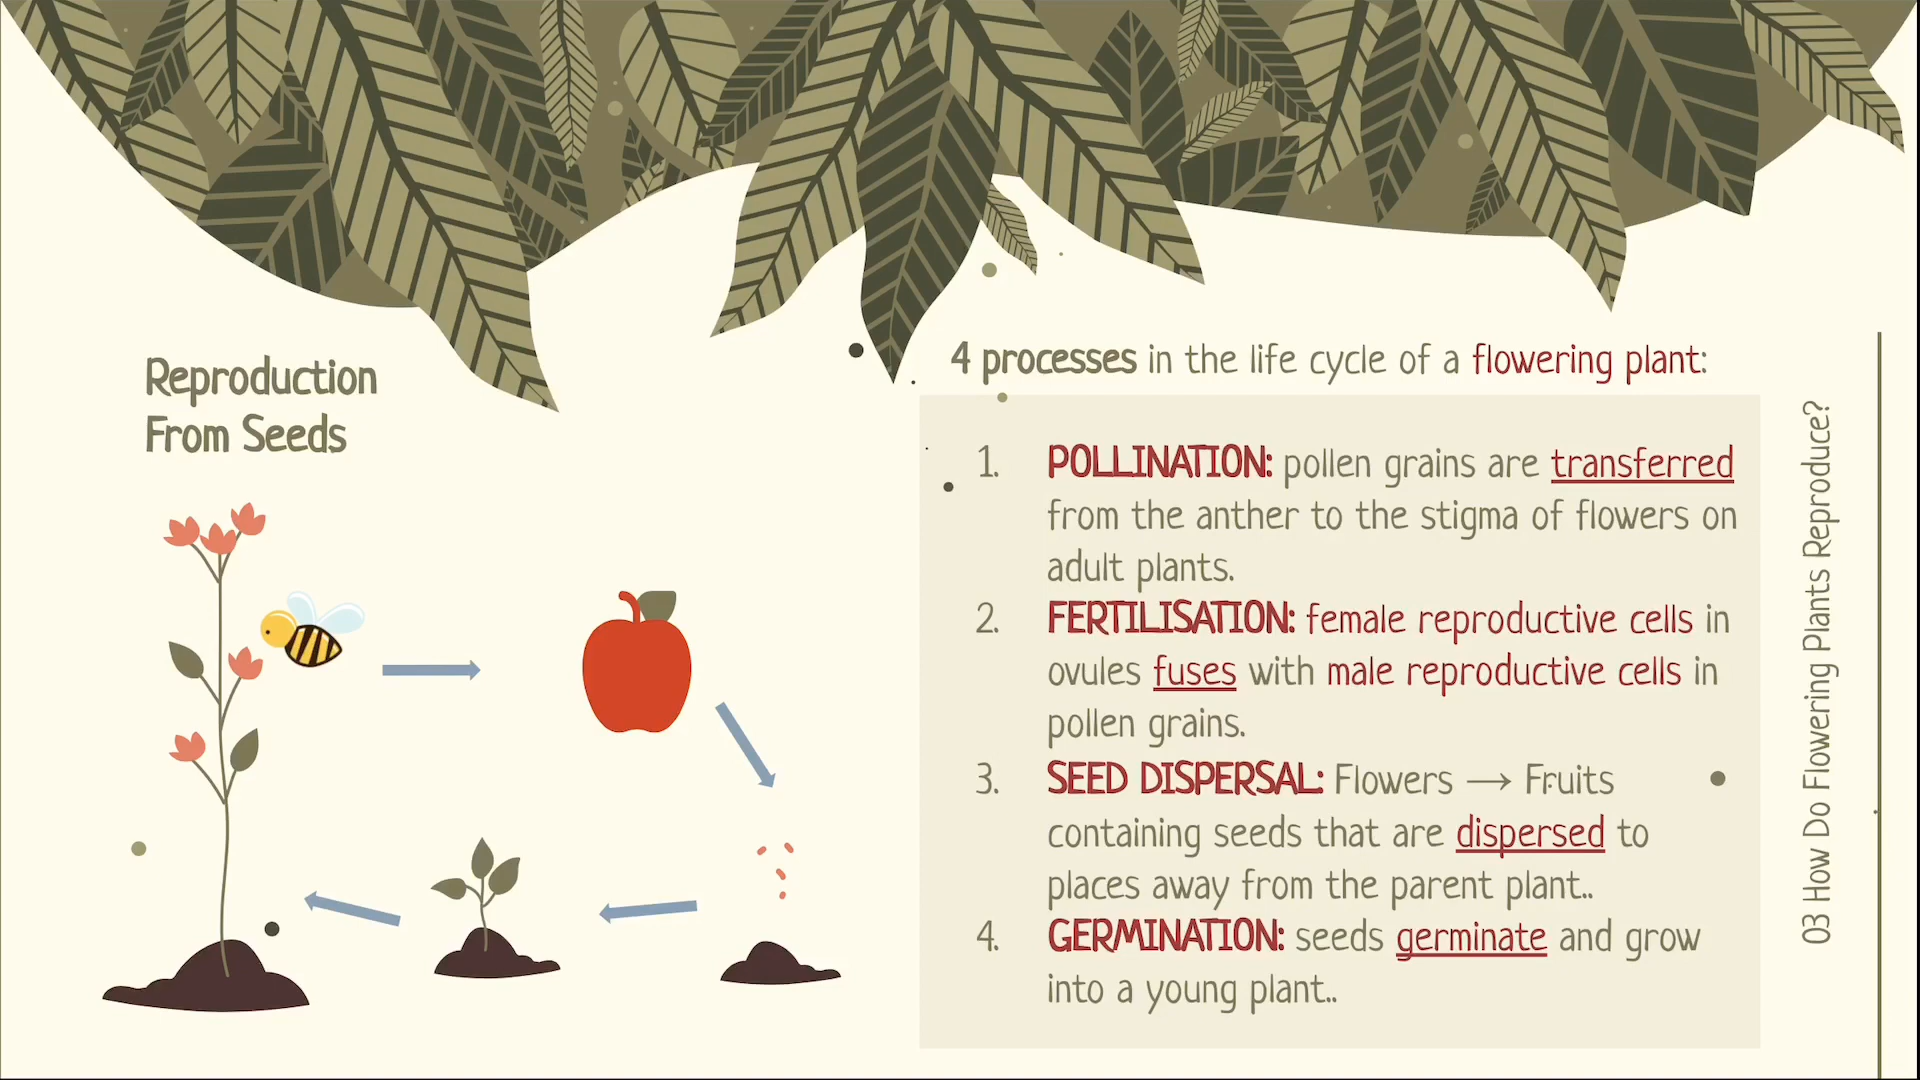 Reproduction
From Seeds
4 processes in the life cycle of a flowering plant:
1. POLLINATION: pollen grains are transferred
from the anther to the stigma of flowers on
adult plants.
2. FERTILISATION: female reproductive cells in
ovules fuses with male reproductive cells in
pollen grains.
3. SEED DISPERSAL: Flowers → Fruits
containing seeds that are dispersed to
places away from the parent plant..
4. GERMINATION: seeds germinate and grow
into a young plant..
03 How Do Flowering Plants Reproduce?